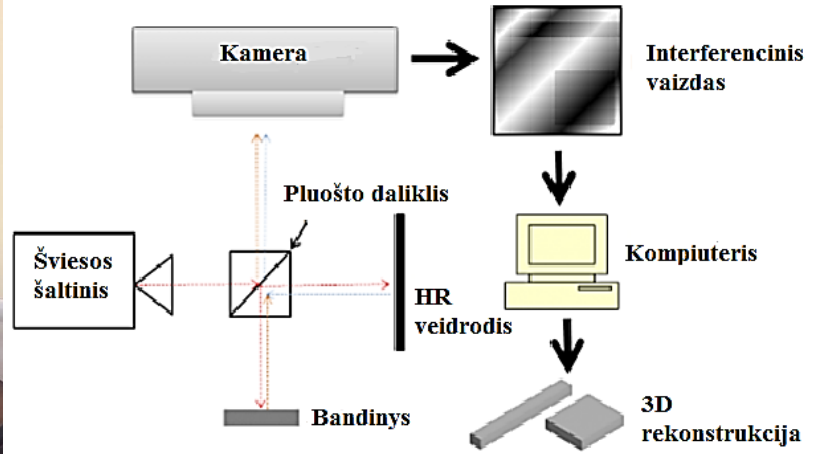 Kamera
Interferencinis
vaizdas
Pluošto daliklis
Šviesos
šaltinis
Kompiuteris
HR
veidrodis
Bandinys
3D
rekonstrukcija